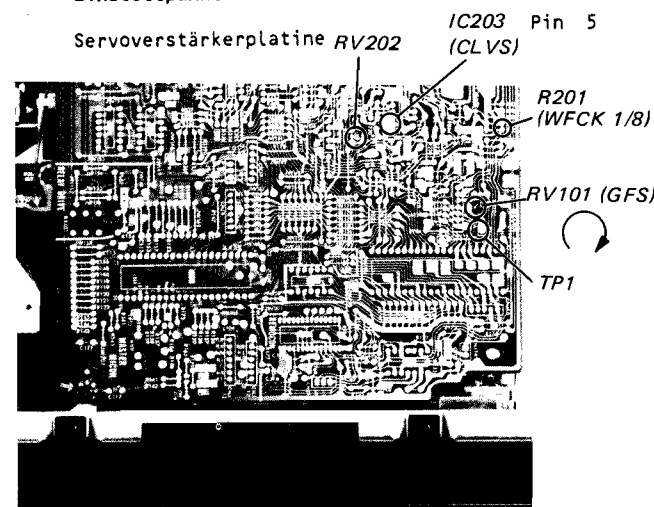 Servoverstärkerplatine
RV202
IC203 Pin 5
(CLVS)
R201
(WFCK 1/8)
RV101 (GFS)
TP1